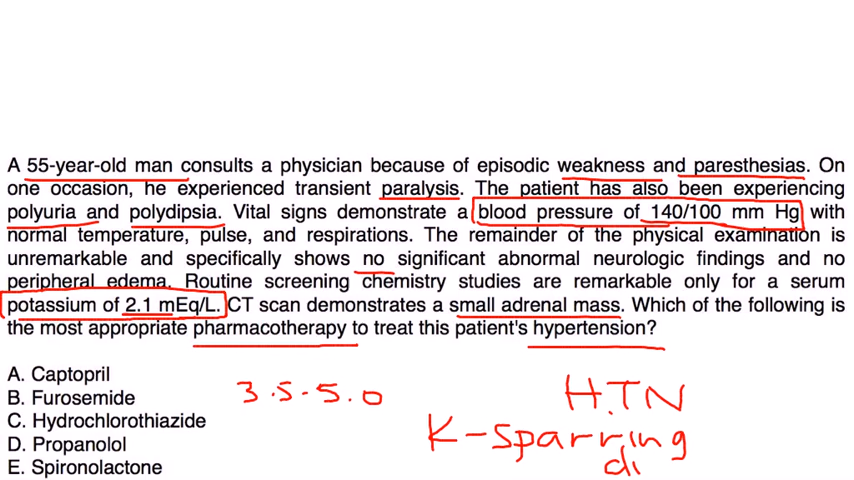 A 55-year-old man consults a physician because of episodic weakness and paresthesias. On
one occasion, he experienced transient paralysis. The patient has also been experiencing
polyuria and polydipsia. Vital signs demonstrate a blood pressure of 140/100 mm Hg with
normal temperature, pulse, and respirations. The remainder of the physical examination is
unremarkable and specifically shows no significant abnormal neurologic findings and no
peripheral edema. Routine screening chemistry studies are remarkable only for a serum
potassium of 2.1 mEq/L. CT scan demonstrates a small adrenal mass. Which of the following is
the most appropriate pharmacotherapy to treat this patient's hypertension?
A. Captopril
B. Furosemide
C. Hydrochlorothiazide
D. Propanolol
E. Spironolactone
3.5-5.0
H.TN
K-sparring
di